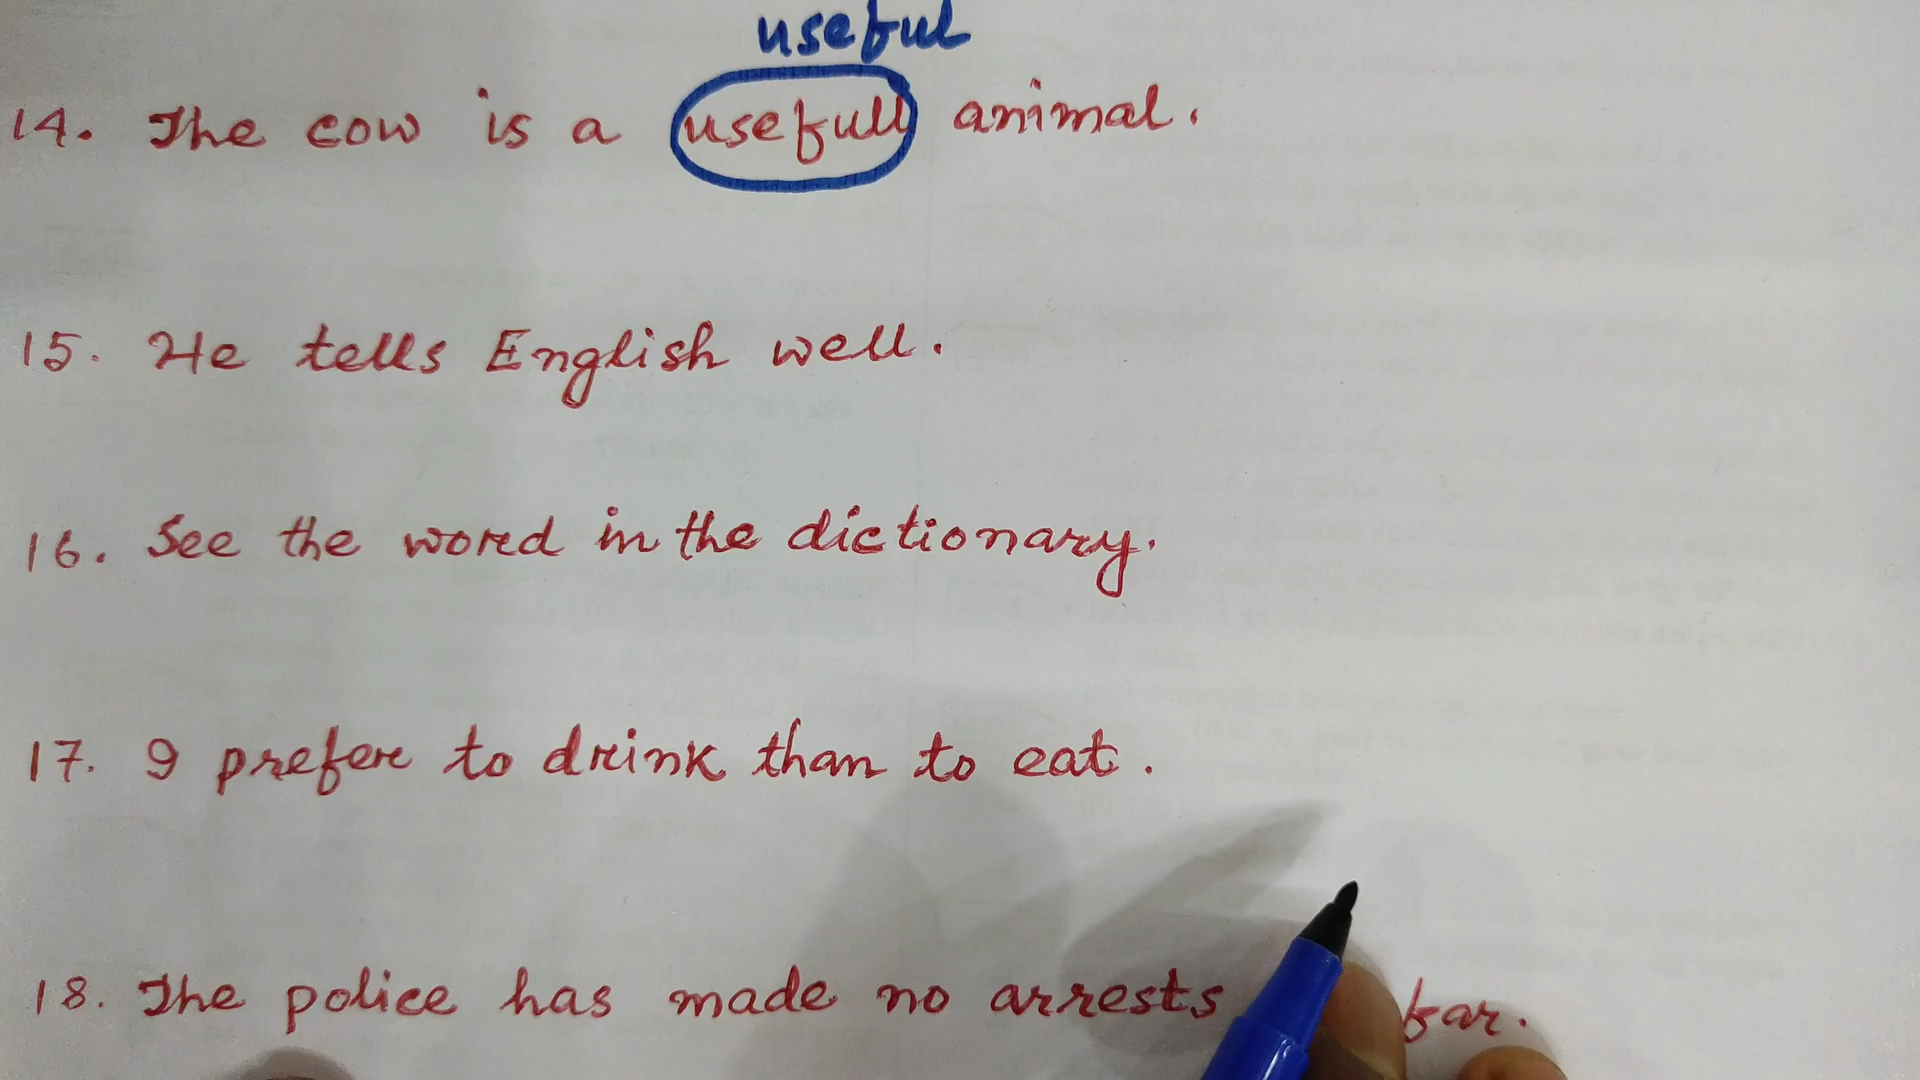 useful
14. The cow is a usefull animal.
15. He tells English well.
16. See the word in the dictionary.
17. I prefer to drink than to eat.
18. The police has made no arrests far.